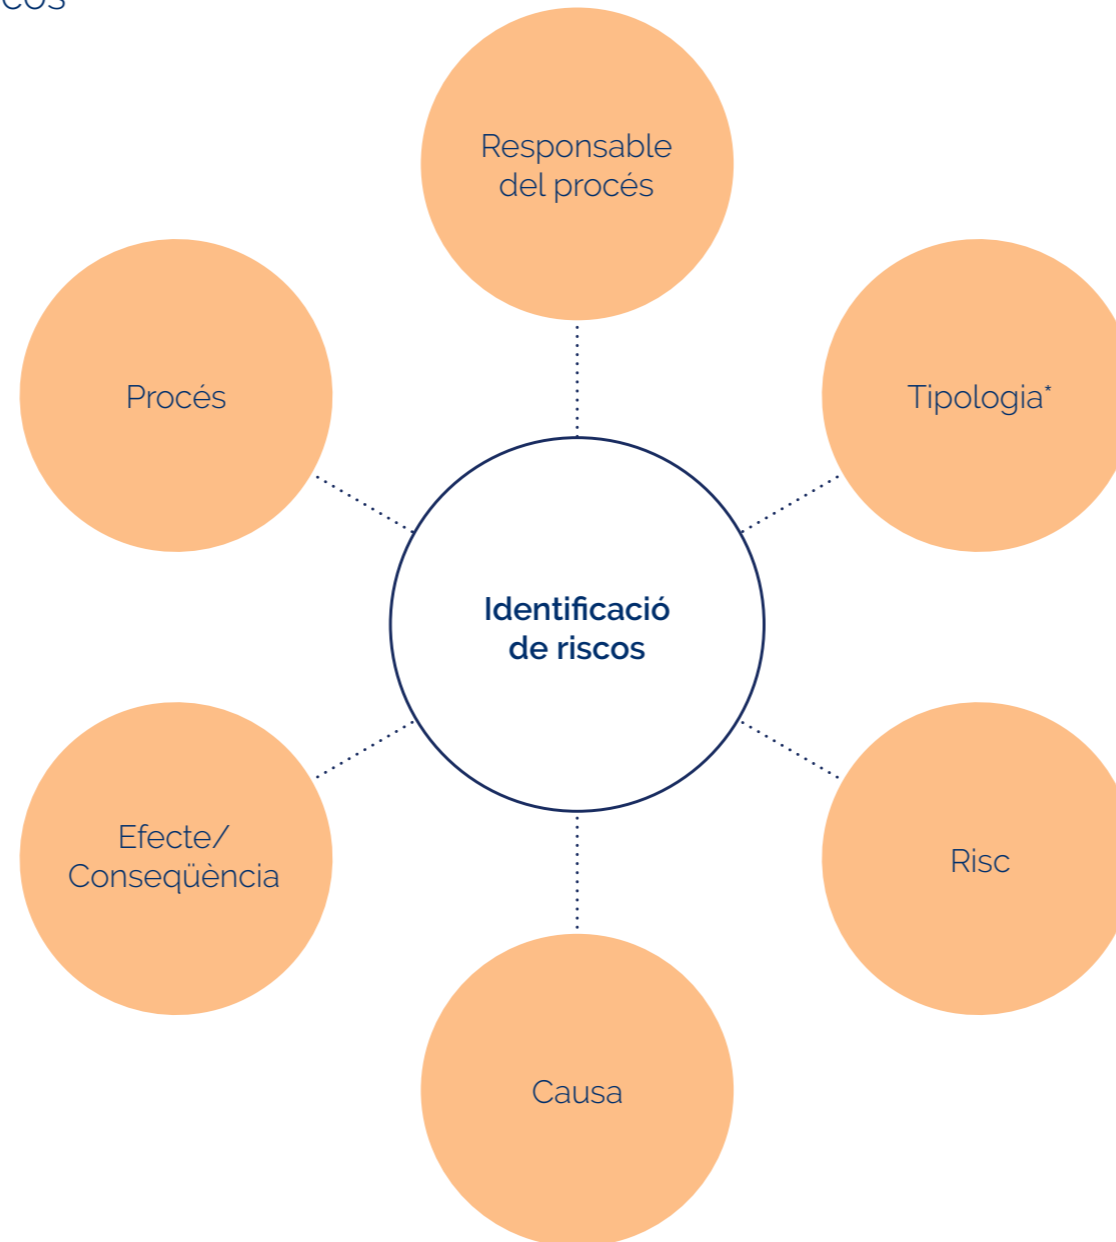 Responsable
del procés
Procés
Tipologia*
Identificació
de riscos
Efecte/
Conseqüència
Risc
Causa